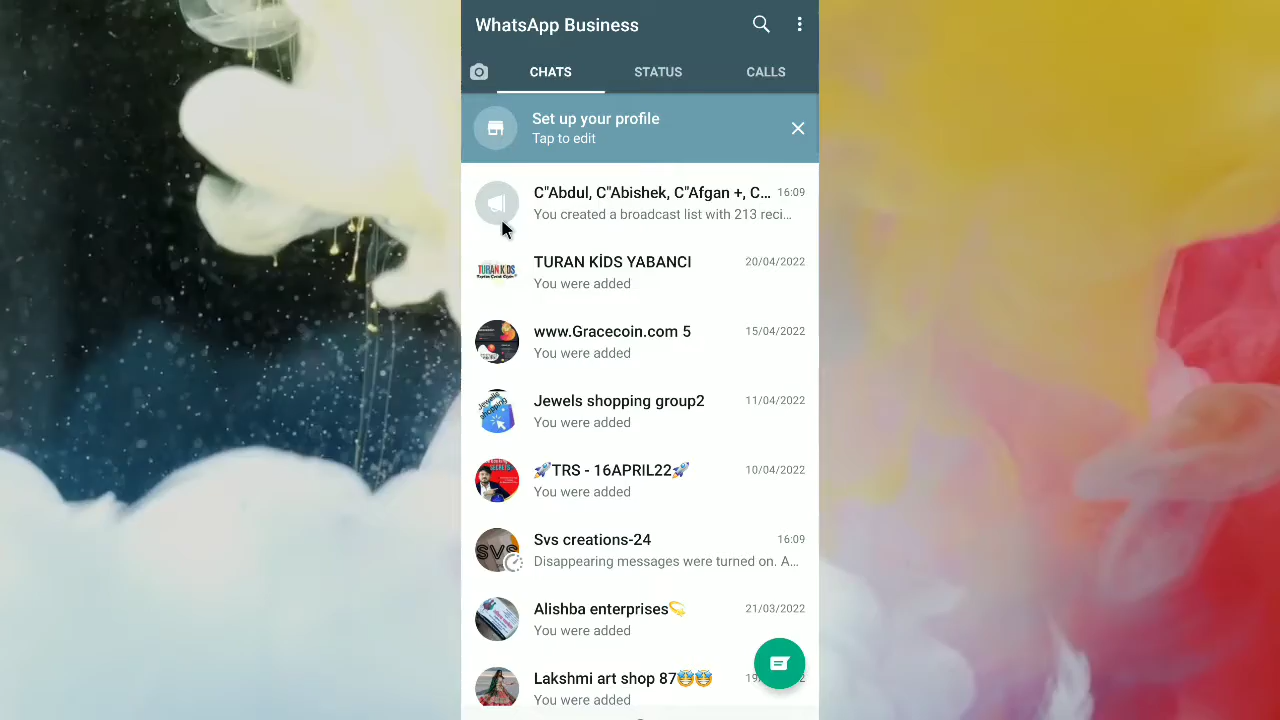 WhatsApp Business
CHATS
STATUS
CALLS
Set up your profile
Tap to edit
C"Abdul, C"Abishek, C"Afgan +, C... 16:09
You created a broadcast list with 213 reci...
TURAN KİDS YABANCI 20/04/2022
You were added
www.Gracecoin.com 5 15/04/2022
You were added
Jewels shopping group2 11/04/2022
You were added
🚀TRS - 16APRIL22🚀 10/04/2022
You were added
Svs creations-24 16:09
Disappearing messages were turned on. A...
Alishba enterprises💫 21/03/2022
You were added
Lakshmi art shop 87🤩🤩
You were added
TURAN KIDS
SVS